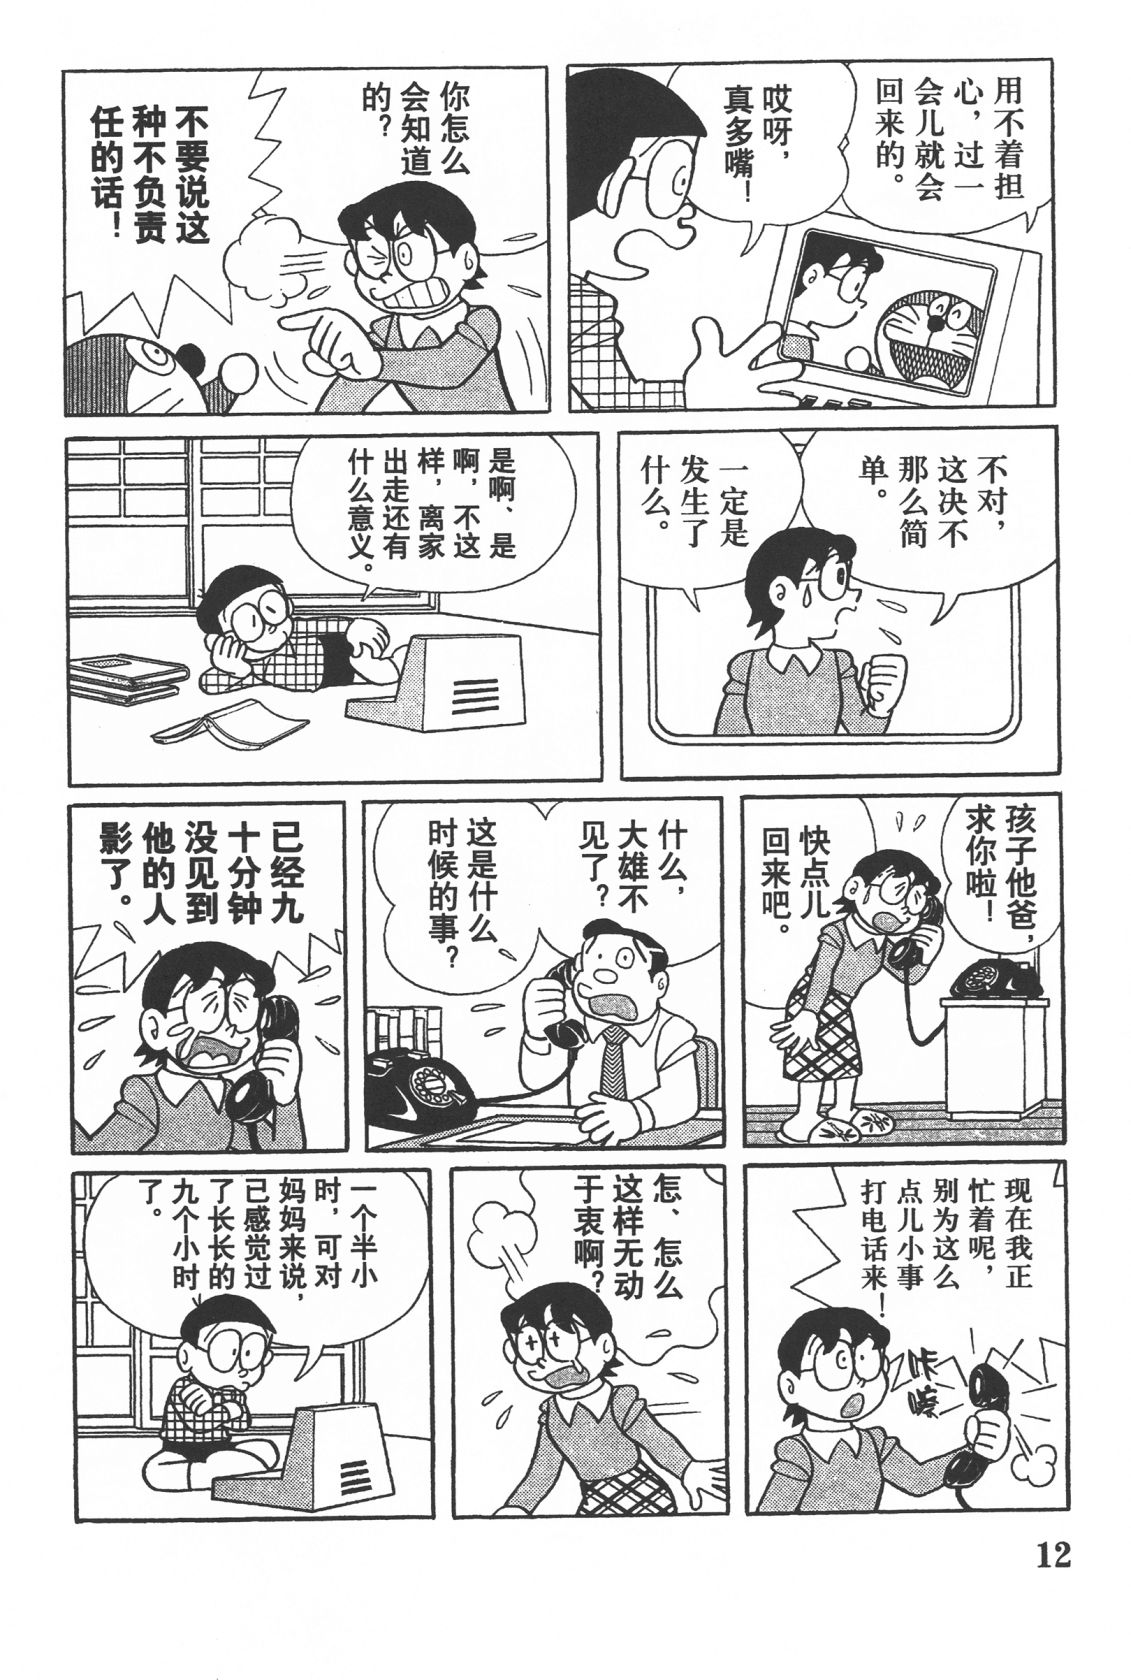 用不着担
心，过一
会儿就会
回来的。
哎呀，
真多嘴！
你怎么
会知道
的？
不要说这
种不负责
任的话！
不对，
这决不
那么简
单。
一定是
发生了
什么。
是啊、是
啊，不这
样，离家
出走还有
什么意义。
孩子他爸，
求你啦！
快点儿
回来吧。
什么，
大雄不
见了？
这是什么
时候的事？
已经九
十分钟
没见到
他的人
影了。
现在我正
忙着呢，
别为这么
点儿小事
打电话来！
咔
嚓
怎、怎么
这样无动
于衷啊？
一个半小
时，可对
妈妈来说，
已感觉过
了长长的
九个小时
了。
12